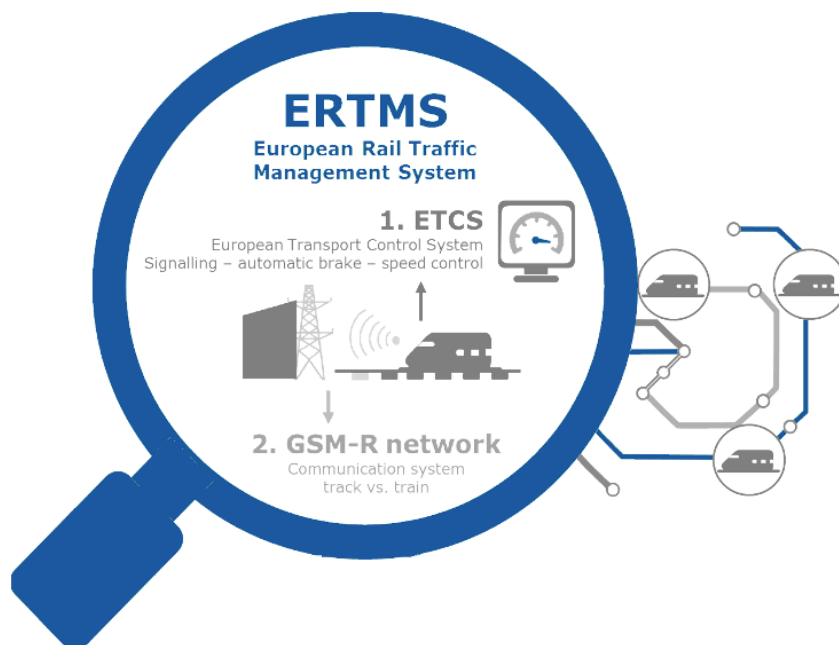 ERTMS
European Rail Traffic
Management System
1. ETCS
European Transport Control System
Signalling – automatic brake – speed control
2. GSM-R network
Communication system
track vs. train